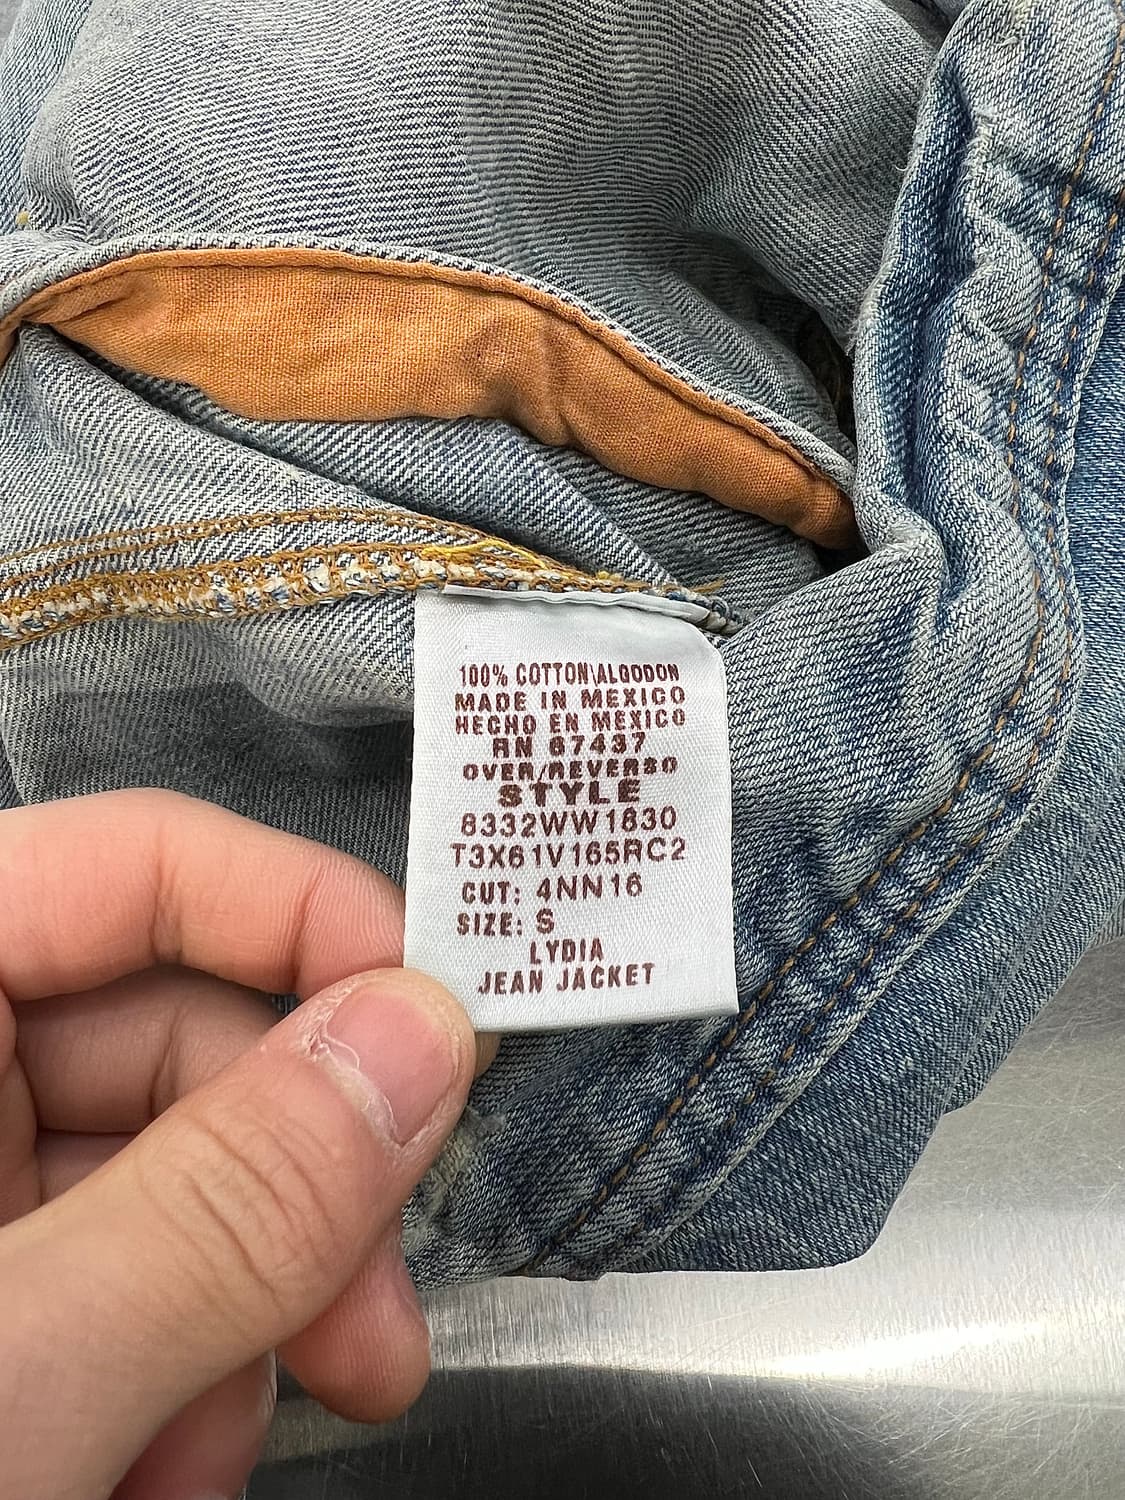 100% COTTON\ALGODON
MADE IN MEXICO
HECHO EN MEXICO
RN 67437
OVER/REVERSO
STYLE
8332WW1830
T3X61V165RC2
CUT: 4NN16
SIZE: S
LYDIA
JEAN JACKET